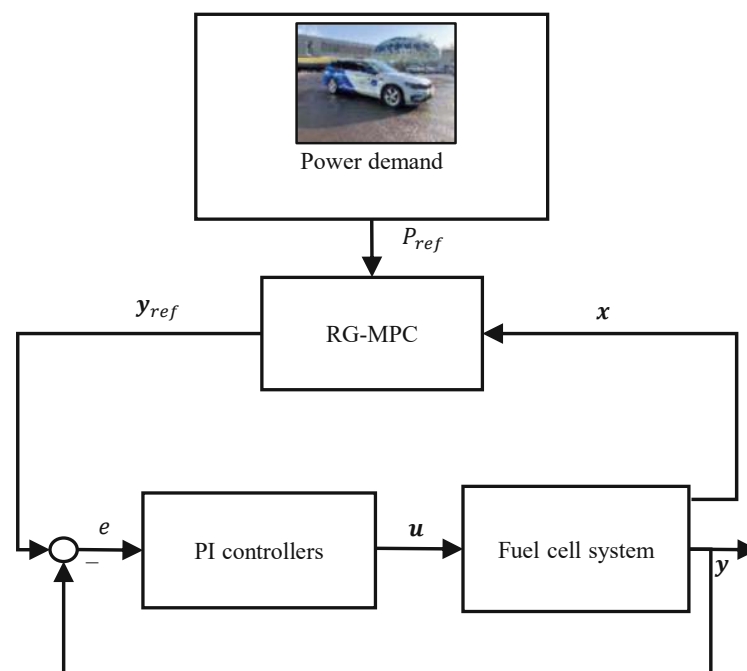 Power demand
P_ref
y_ref
RG-MPC
x
e
−
PI controllers
u
Fuel cell system
y